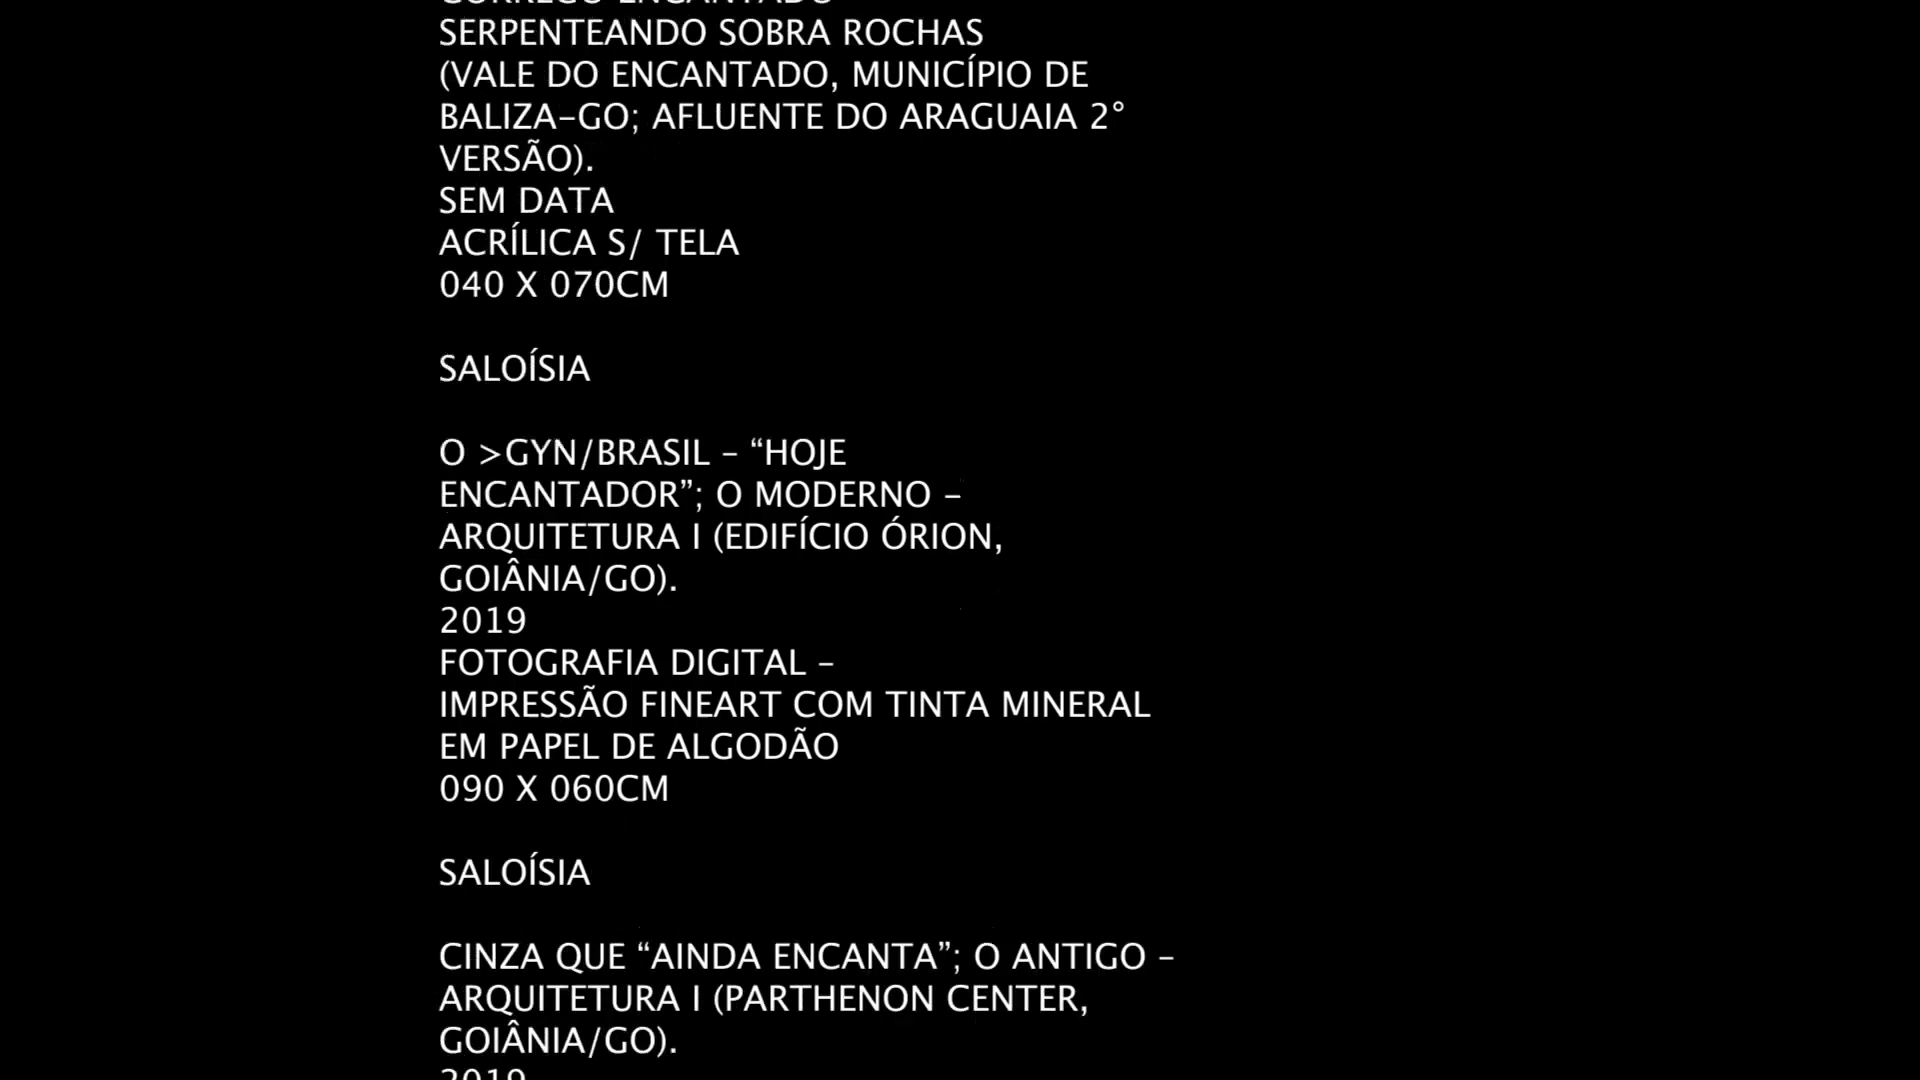 CÓRREGO ENCANTADO
SERPENTEANDO SOBRA ROCHAS
(VALE DO ENCANTADO, MUNICÍPIO DE
BALIZA-GO; AFLUENTE DO ARAGUAIA 2°
VERSÃO).
SEM DATA
ACRÍLICA S/ TELA
040 X 070CM
SALOÍSIA
O >GYN/BRASIL – “HOJE
ENCANTADOR”; O MODERNO –
ARQUITETURA I (EDIFÍCIO ÓRION,
GOIÂNIA/GO).
2019
FOTOGRAFIA DIGITAL –
IMPRESSÃO FINEART COM TINTA MINERAL
EM PAPEL DE ALGODÃO
090 X 060CM
SALOÍSIA
CINZA QUE “AINDA ENCANTA”; O ANTIGO –
ARQUITETURA I (PARTHENON CENTER,
GOIÂNIA/GO).
2019